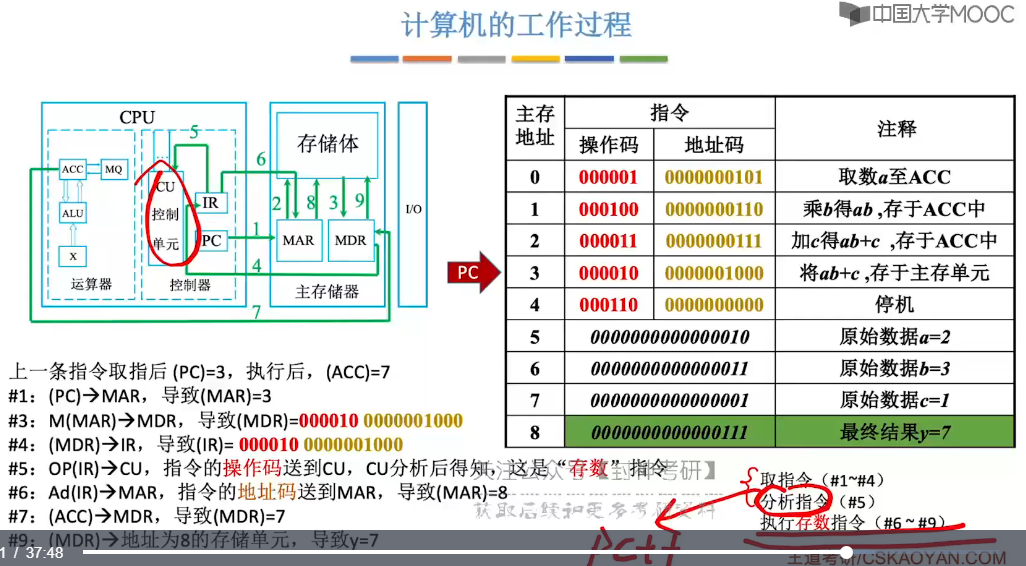 计算机的工作过程
中国大学MOOC
CPU
5
6
ACC
MQ
CU
控制
单元
IR
PC
ALU
X
运算器
控制器
存储体
2
8
3
9
1
MAR
MDR
4
主存储器
7
I/O
PC
主存地址 指令 注释
操作码 地址码
0 000001 0000000101 取数a至ACC
1 000100 0000000110 乘b得ab ,存于ACC中
2 000011 0000000111 加c得ab+c ,存于ACC中
3 000010 0000001000 将ab+c ,存于主存单元
4 000110 0000000000 停机
5 0000000000000010 原始数据a=2
6 0000000000000011 原始数据b=3
7 0000000000000001 原始数据c=1
8 0000000000000111 最终结果y=7
上一条指令取指后 (PC)=3，执行后，(ACC)=7
#1：(PC)→MAR，导致(MAR)=3
#3：M(MAR)→MDR，导致(MDR)=000010 0000001000
#4：(MDR)→IR，导致(IR)= 000010 0000001000
#5：OP(IR)→CU，指令的操作码送到CU，CU分析后得知，这是“存数”指令
#6：Ad(IR)→MAR，指令的地址码送到MAR，导致(MAR)=8
#7：(ACC)→MDR，导致(MDR)=7
#9：(MDR)→地址为8的存储单元，导致y=7
取指令（#1~#4）
分析指令（#5）
执行存数指令（#6～#9）
获取后续和更多考研资料
王道考研/CSKAOYAN.COM
1 / 37:48